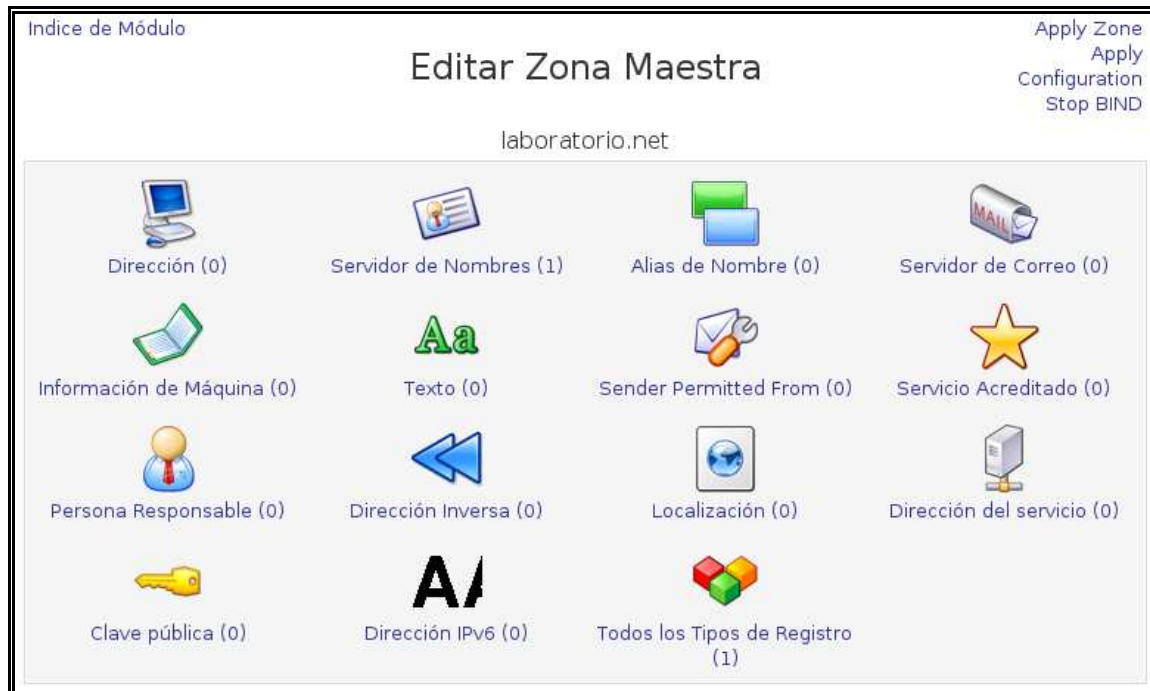 Indice de Módulo
Apply Zone
Apply
Configuration
Stop BIND
Editar Zona Maestra
laboratorio.net
MAIL
Dirección (0)
Servidor de Nombres (1)
Alias de Nombre (0)
Servidor de Correo (0)
Aa
Información de Máquina (0)
Texto (0)
Sender Permitted From (0)
Servicio Acreditado (0)
Persona Responsable (0)
Dirección Inversa (0)
Localización (0)
Dirección del servicio (0)
AA
Clave pública (0)
Dirección IPv6 (0)
Todos los Tipos de Registro
(1)